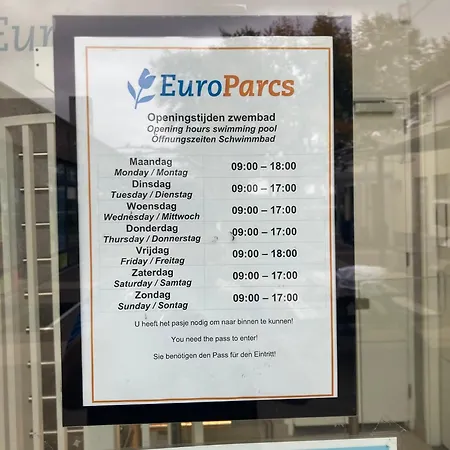 Eur
EuroParcs
Openingstijden zwembad
Opening hours swimming pool
Öffnungszeiten Schwimmbad
Maandag
Monday / Montag
09:00 – 18:00
Dinsdag
Tuesday / Dienstag
09:00 – 17:00
Woensdag
Wednesday / Mittwoch
09:00 – 17:00
Donderdag
Thursday / Donnerstag
09:00 – 17:00
Vrijdag
Friday / Freitag
09:00 – 18:00
Zaterdag
Saturday / Samtag
09:00 – 17:00
Zondag
Sunday / Sontag
09:00 – 17:00
U heeft het pasje nodig om naar binnen te kunnen!
You need the pass to enter!
Sie benötigen den Pass für den Eintritt!